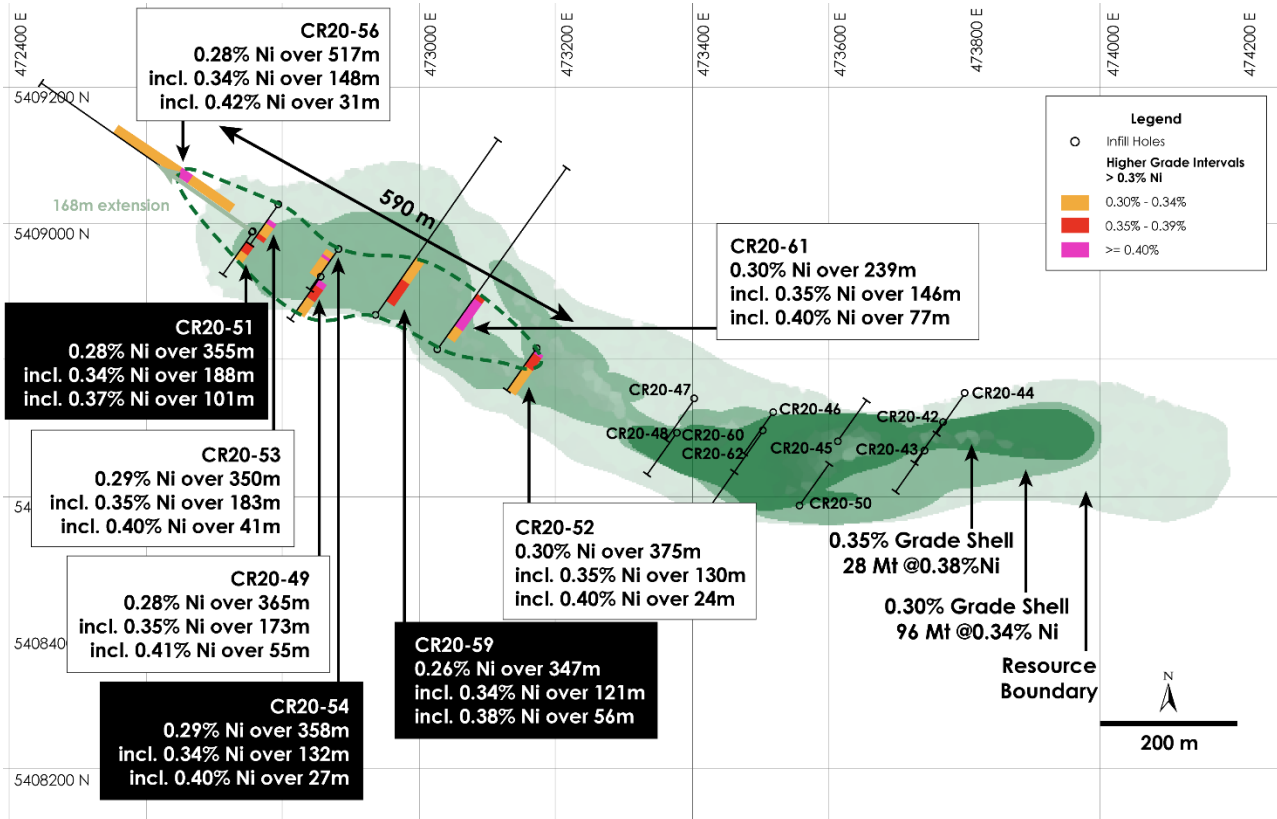 472400 E
473000 E
473200 E
473400 E
473600 E
473800 E
474000 E
474200 E
5409200 N
5409000 N
5408400
5408200 N
CR20-56
0.28% Ni over 517m
incl. 0.34% Ni over 148m
incl. 0.42% Ni over 31m
Legend
Infill Holes
Higher Grade Intervals
> 0.3% Ni
0.30% - 0.34%
0.35% - 0.39%
>= 0.40%
168m extension
590 m
CR20-61
0.30% Ni over 239m
incl. 0.35% Ni over 146m
incl. 0.40% Ni over 77m
CR20-51
0.28% Ni over 355m
incl. 0.34% Ni over 188m
incl. 0.37% Ni over 101m
CR20-47
CR20-46
CR20-44
CR20-42
CR20-48
CR20-60
CR20-62
CR20-45
CR20-43
CR20-50
CR20-53
0.29% Ni over 350m
incl. 0.35% Ni over 183m
incl. 0.40% Ni over 41m
CR20-52
0.30% Ni over 375m
incl. 0.35% Ni over 130m
incl. 0.40% Ni over 24m
0.35% Grade Shell
28 Mt @0.38%Ni
0.30% Grade Shell
96 Mt @0.34% Ni
Resource
Boundary
CR20-49
0.28% Ni over 365m
incl. 0.35% Ni over 173m
incl. 0.41% Ni over 55m
CR20-59
0.26% Ni over 347m
incl. 0.34% Ni over 121m
incl. 0.38% Ni over 56m
CR20-54
0.29% Ni over 358m
incl. 0.34% Ni over 132m
incl. 0.40% Ni over 27m
N
200 m